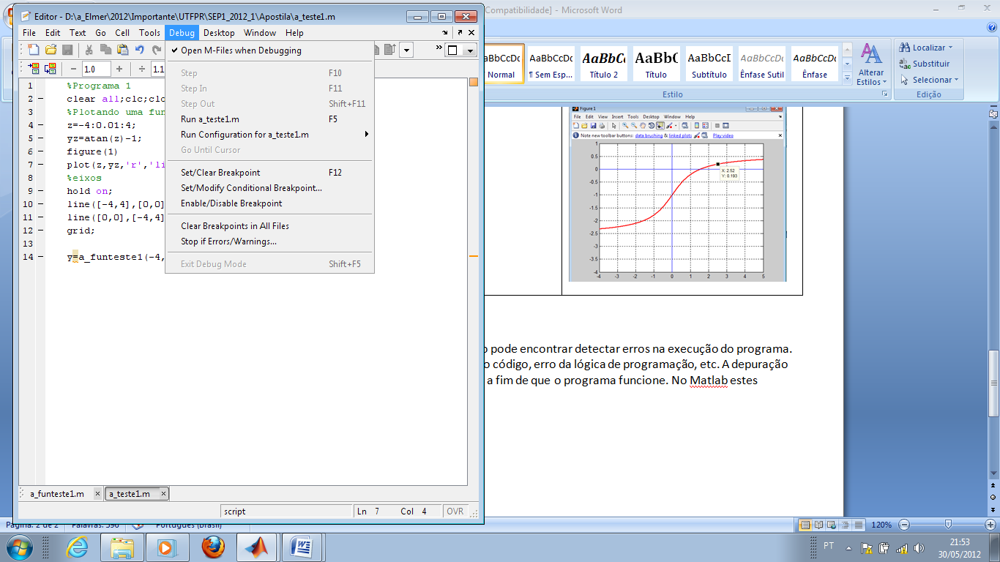 Editor - D:\a_Elmer\2012\Importante\UTFPR\SEP1_2012_1\Apostila\a_teste1.m
File Edit Text Go Cell Tools Debug Desktop Window Help
1.0
1.1
Open M-Files when Debugging
Step F10
Step In F11
Step Out Shift+F11
Run a_teste1.m F5
Run Configuration for a_teste1.m
Go Until Cursor
Set/Clear Breakpoint F12
Set/Modify Conditional Breakpoint...
Enable/Disable Breakpoint
Clear Breakpoints in All Files
Stop if Errors/Warnings...
Exit Debug Mode Shift+F5
1 %Programa 1
2 clear all;clc;clo
3 %Plotando uma fun
4 z=-4:0.01:4;
5 yz=atan(z)-1;
6 figure(1)
7 plot(z,yz,'r','li
8 %eixos
9 hold on;
10 line([-4,4],[0,0]
11 line([0,0],[-4,4]
12 grid;
13
14 y=a_funteste1(-4,
a_funteste1.m
a_teste1.m
script Ln 7 Col 4 OVR
Compatibilidade] - Microsoft Word
AaBbCcDc AaBbCcDc AaBbCc AaBbC AaBbCcI AaBbCcDc AaBbCcDc
Normal ¶ Sem Esp... Título 2 Título Subtítulo Ênfase Sutil Ênfase
Alterar Estilos
Estilo
Localizar
Substituir
Selecionar
Edição
Figure1
File Edit View Insert Tools Desktop Window Help
Note new toolbar buttons: data brushing & linked plots Play video
1
0.5
0
-0.5
-1
-1.5
-2
-2.5
-3
-3.5
-4
-4 -3 -2 -1 0 1 2 3 4 5
X: 2.52
Y: 0.193
o pode encontrar detectar erros na execução do programa.
o código, erro da lógica de programação, etc. A depuração
a fim de que o programa funcione. No Matlab estes
Página: 2 de 2 Palavras: 396 Português (Brasil)
120%
PT
21:53
30/05/2012